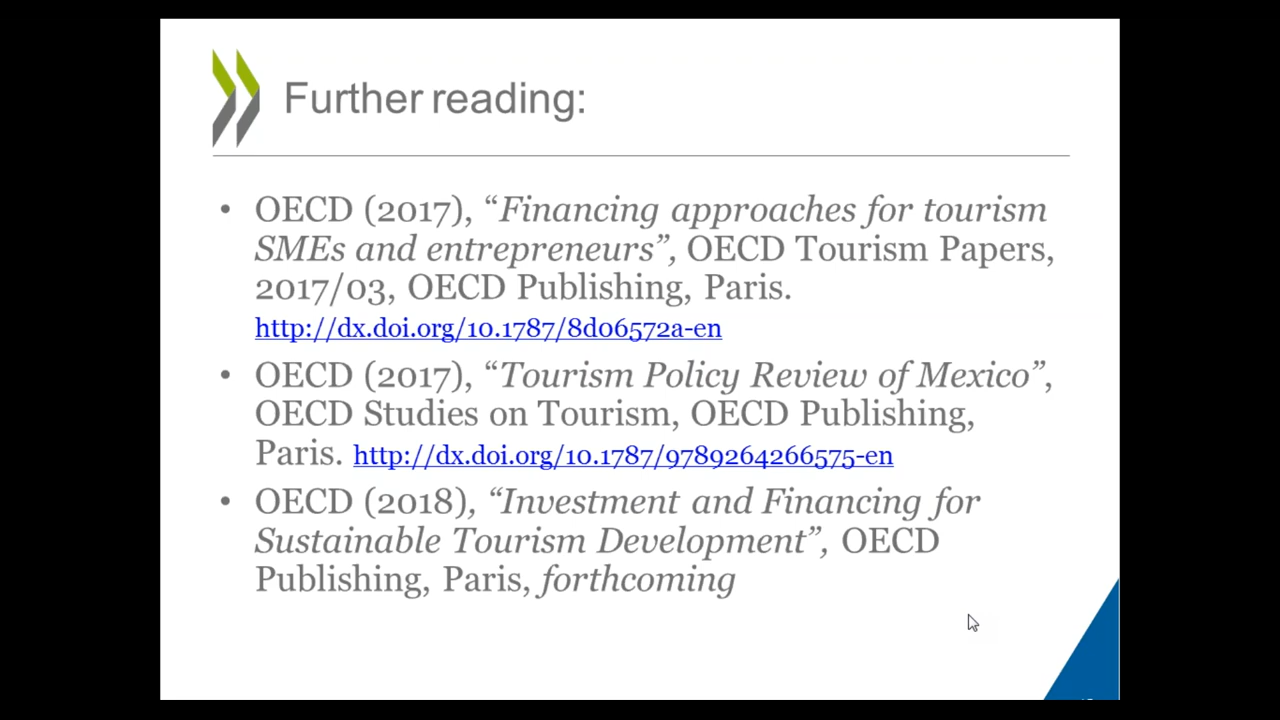 Further reading:
• OECD (2017), “Financing approaches for tourism
SMEs and entrepreneurs”, OECD Tourism Papers,
2017/03, OECD Publishing, Paris.
http://dx.doi.org/10.1787/8d06572a-en
• OECD (2017), “Tourism Policy Review of Mexico”,
OECD Studies on Tourism, OECD Publishing,
Paris. http://dx.doi.org/10.1787/9789264266575-en
• OECD (2018), “Investment and Financing for
Sustainable Tourism Development”, OECD
Publishing, Paris, forthcoming